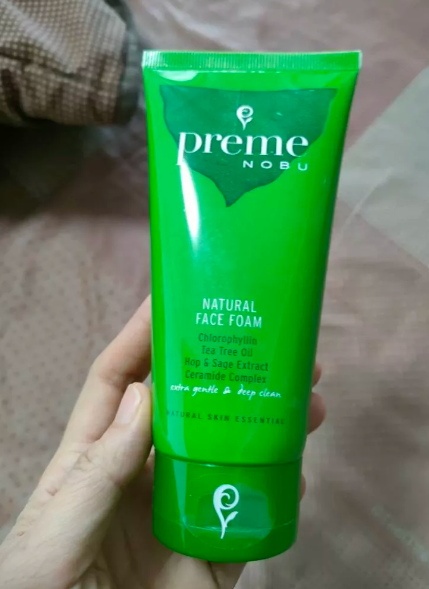 preme
NOBU
NATURAL
FACE FOAM
Chlorophyllin
Tea Tree Oil
Hop & Sage Extract
Ceramide Complex
extra gentle & deep clean
NATURAL SKIN ESSENTIAL